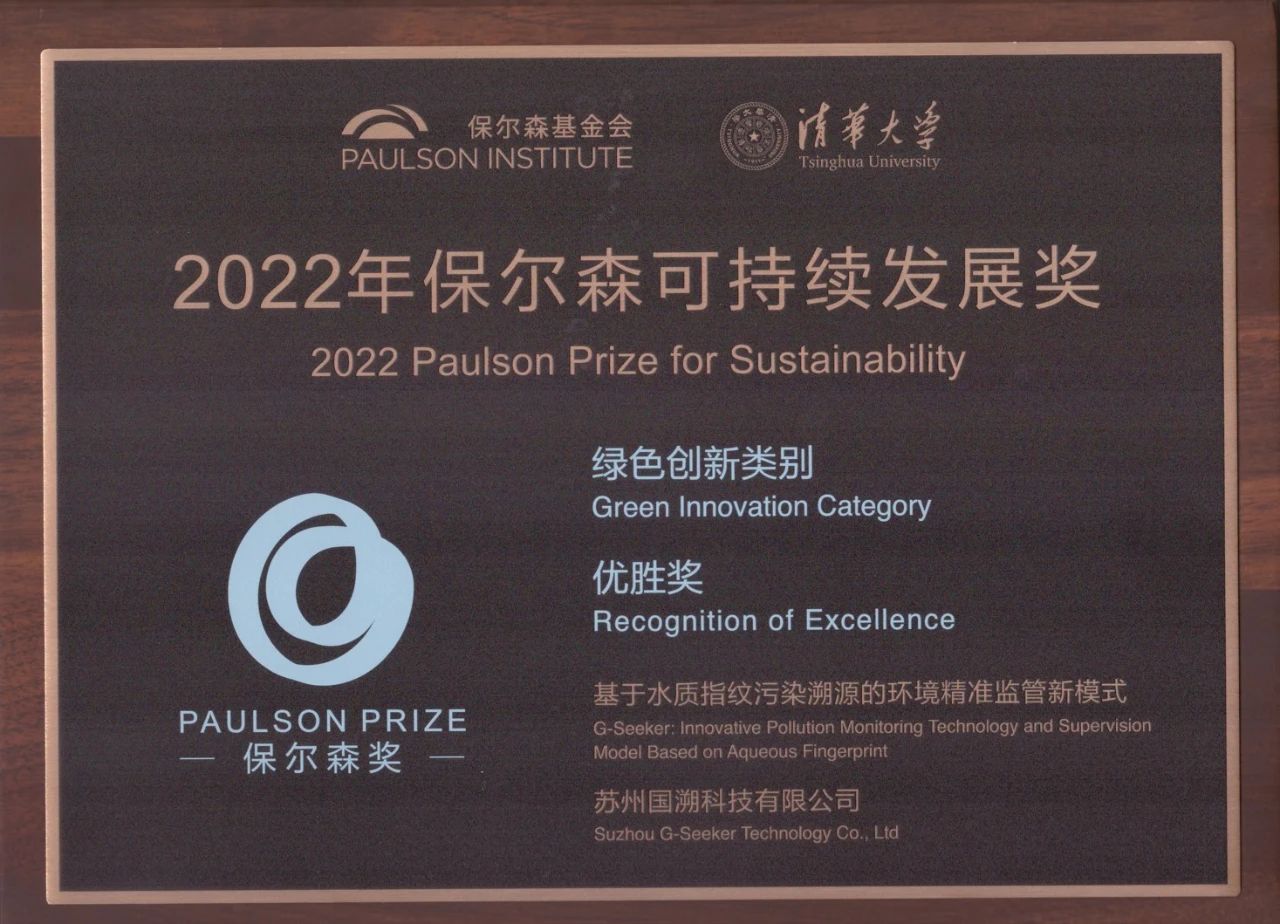 保尔森基金会
PAULSON INSTITUTE
清华大学
Tsinghua University
2022年保尔森可持续发展奖
2022 Paulson Prize for Sustainability
绿色创新类别
Green Innovation Category
优胜奖
Recognition of Excellence
基于水质指纹污染溯源的环境精准监管新模式
G-Seeker: Innovative Pollution Monitoring Technology and Supervision
Model Based on Aqueous Fingerprint
苏州国溯科技有限公司
Suzhou G-Seeker Technology Co., Ltd
PAULSON PRIZE
保尔森奖